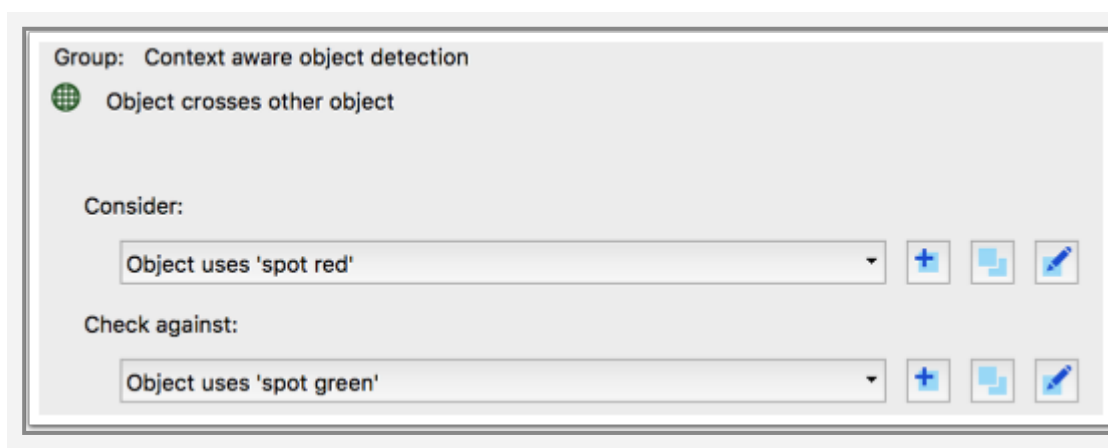 Group: Context aware object detection
Object crosses other object
Consider:
Object uses 'spot red'
Check against:
Object uses 'spot green'